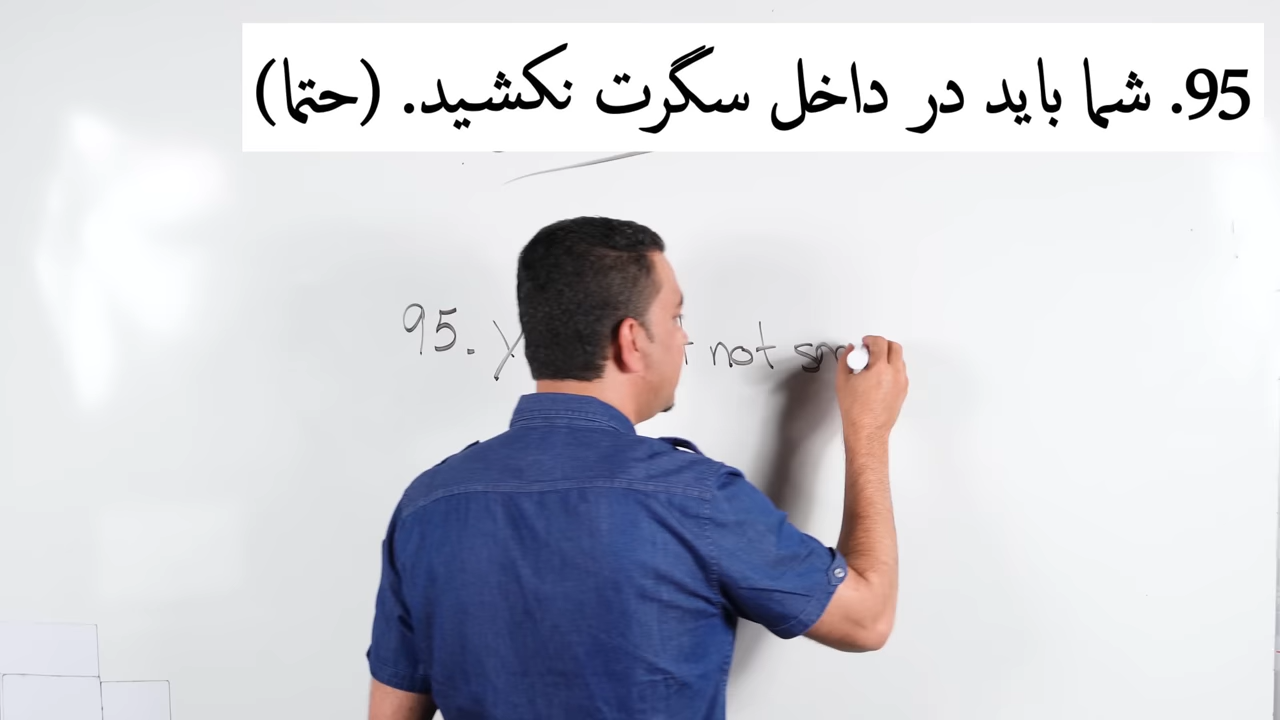 95. شما باید در داخل سگرت نکشید. (حتما)
95. not